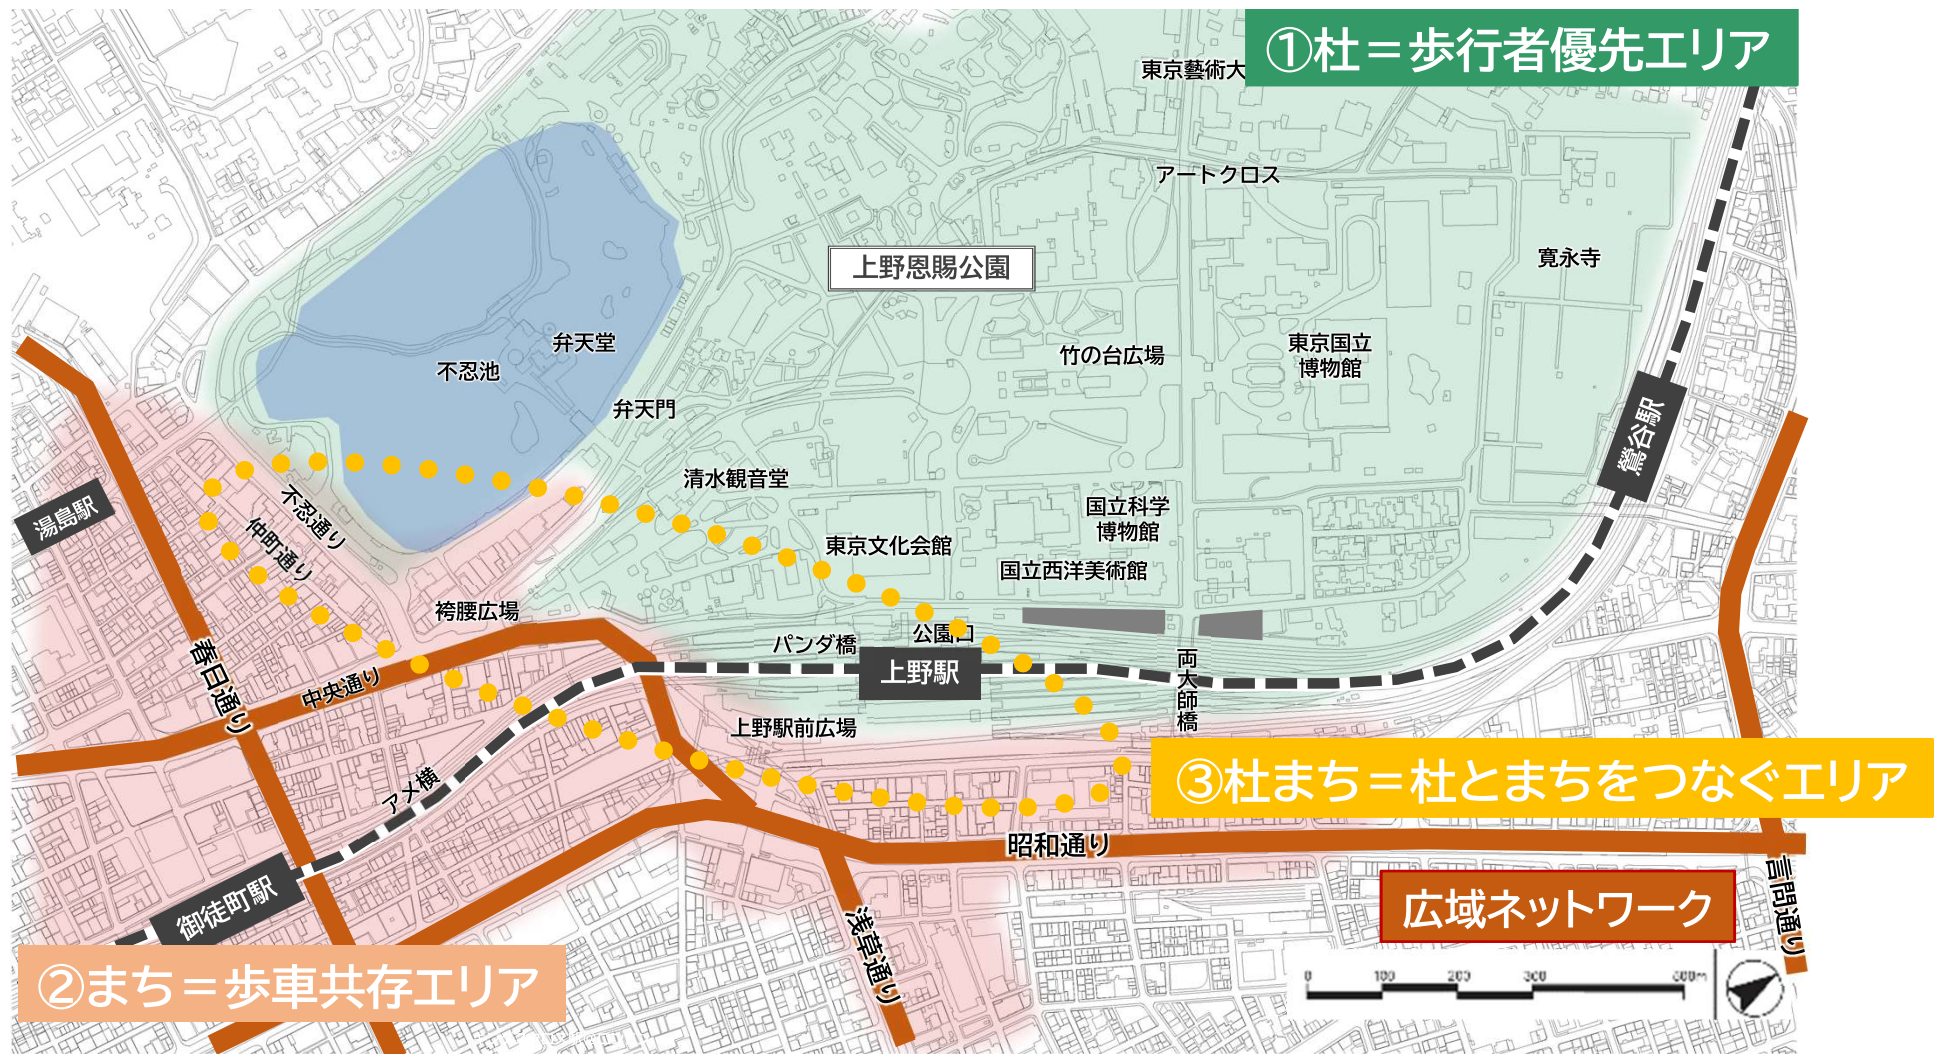 ①杜＝歩行者優先エリア
東京藝術大
アートクロス
上野恩賜公園
寛永寺
弁天堂
不忍池
竹の台広場
東京国立
博物館
弁天門
鶯谷駅
清水観音堂
国立科学
博物館
湯島駅
不忍通り
仲町通り
東京文化会館
国立西洋美術館
袴腰広場
パンダ橋
公園口
上野駅
両大師橋
春日通り
中央通り
上野駅前広場
アメ横
③杜まち＝杜とまちをつなぐエリア
昭和通り
御徒町駅
広域ネットワーク
言問通り
浅草通り
②まち＝歩車共存エリア
0 100 200 300 500m